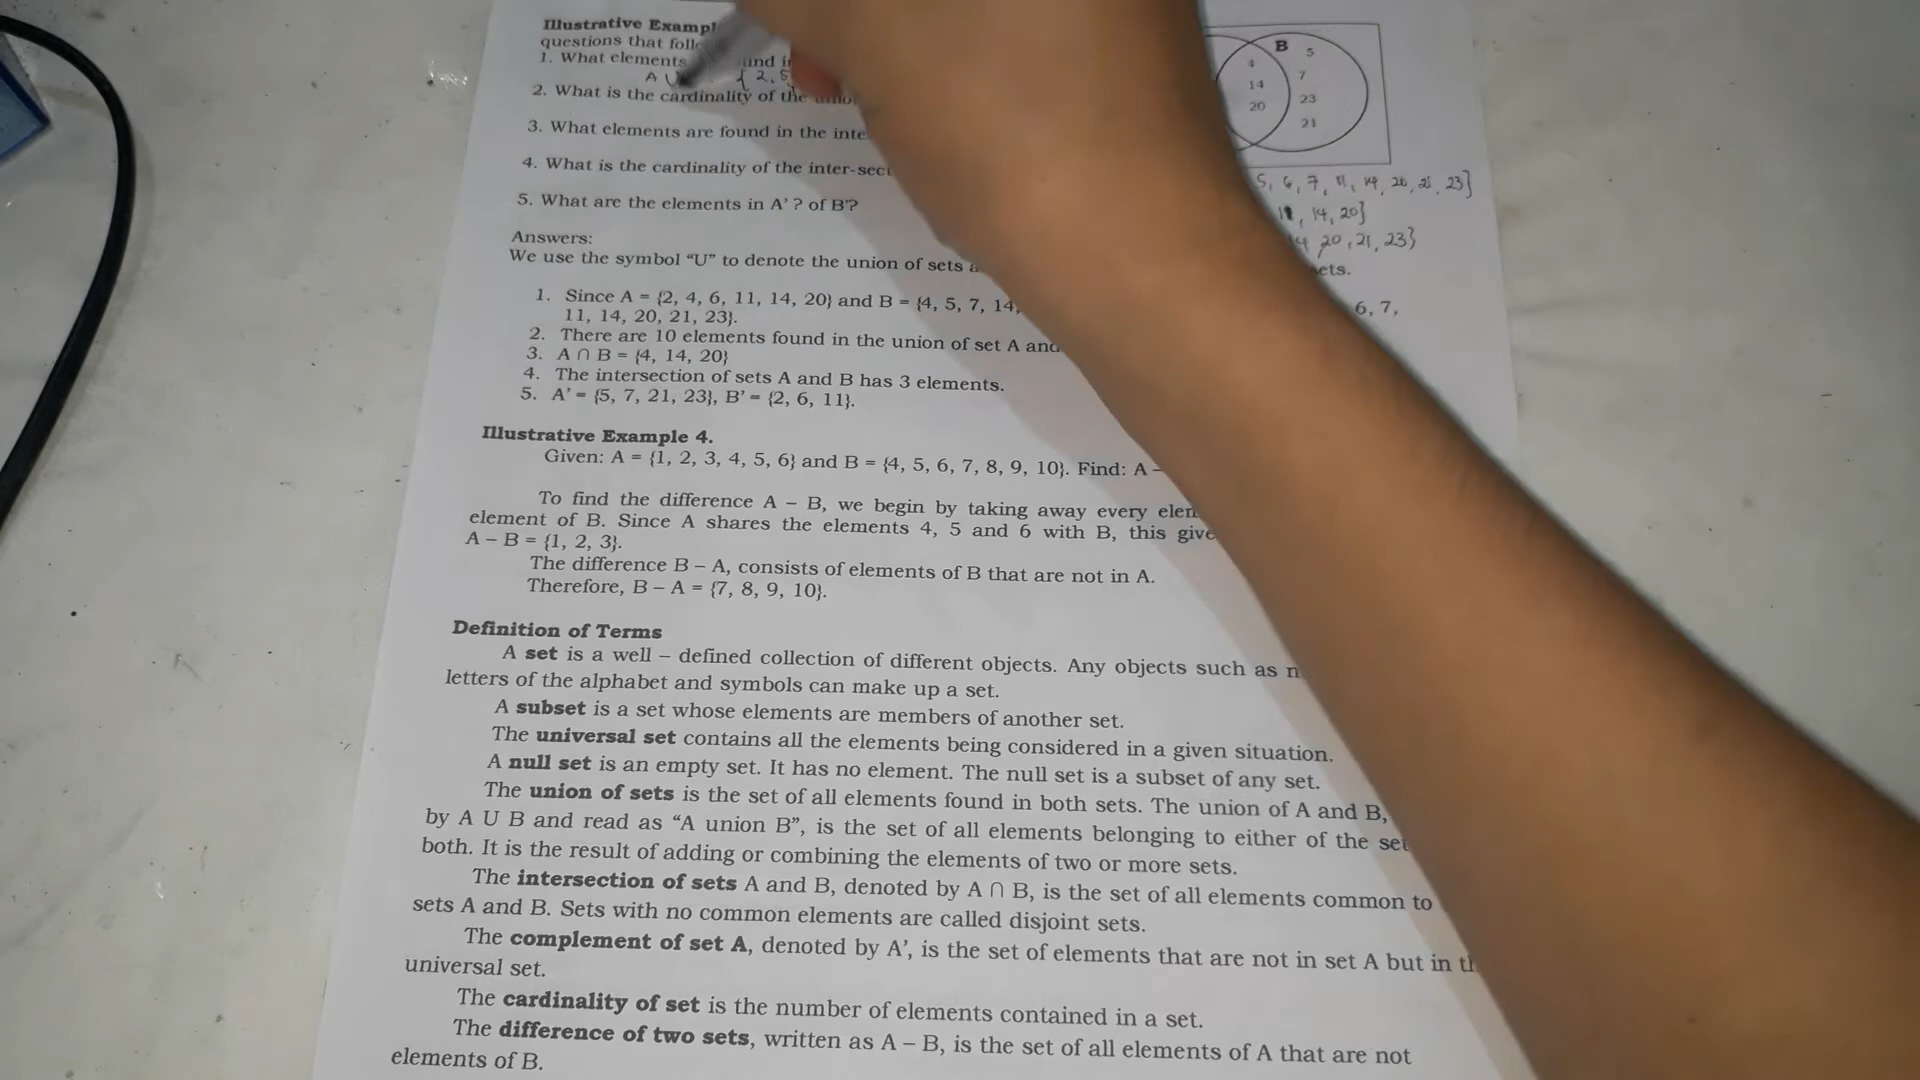 Illustrative Exampl
questions that foll
1. What elements und i
A U { 2, 5
2. What is the cardinality of the
3. What elements are found in the inte
4. What is the cardinality of the inter-sec
5. What are the elements in A' ? of B'?
B 5
4 7
14 23
20 21
5, 6, 7, 11, 14, 20, 21, 23}
11, 14, 20}
20, 21, 23}
ets.
6, 7,
Answers:
We use the symbol “U” to denote the union of sets
1. Since A = {2, 4, 6, 11, 14, 20} and B = {4, 5, 7, 14,
11, 14, 20, 21, 23}.
2. There are 10 elements found in the union of set A and
3. A ∩ B = {4, 14, 20}
4. The intersection of sets A and B has 3 elements.
5. A' = {5, 7, 21, 23}, B' = {2, 6, 11}.
Illustrative Example 4.
Given: A = {1, 2, 3, 4, 5, 6} and B = {4, 5, 6, 7, 8, 9, 10}. Find: A –
To find the difference A – B, we begin by taking away every elem
element of B. Since A shares the elements 4, 5 and 6 with B, this give
A – B = {1, 2, 3}.
The difference B – A, consists of elements of B that are not in A.
Therefore, B – A = {7, 8, 9, 10}.
Definition of Terms
A set is a well – defined collection of different objects. Any objects such as n
letters of the alphabet and symbols can make up a set.
A subset is a set whose elements are members of another set.
The universal set contains all the elements being considered in a given situation.
A null set is an empty set. It has no element. The null set is a subset of any set.
The union of sets is the set of all elements found in both sets. The union of A and B,
by A U B and read as “A union B”, is the set of all elements belonging to either of the set
both. It is the result of adding or combining the elements of two or more sets.
The intersection of sets A and B, denoted by A ∩ B, is the set of all elements common to
sets A and B. Sets with no common elements are called disjoint sets.
The complement of set A, denoted by A', is the set of elements that are not in set A but in th
universal set.
The cardinality of set is the number of elements contained in a set.
The difference of two sets, written as A – B, is the set of all elements of A that are not
elements of B.